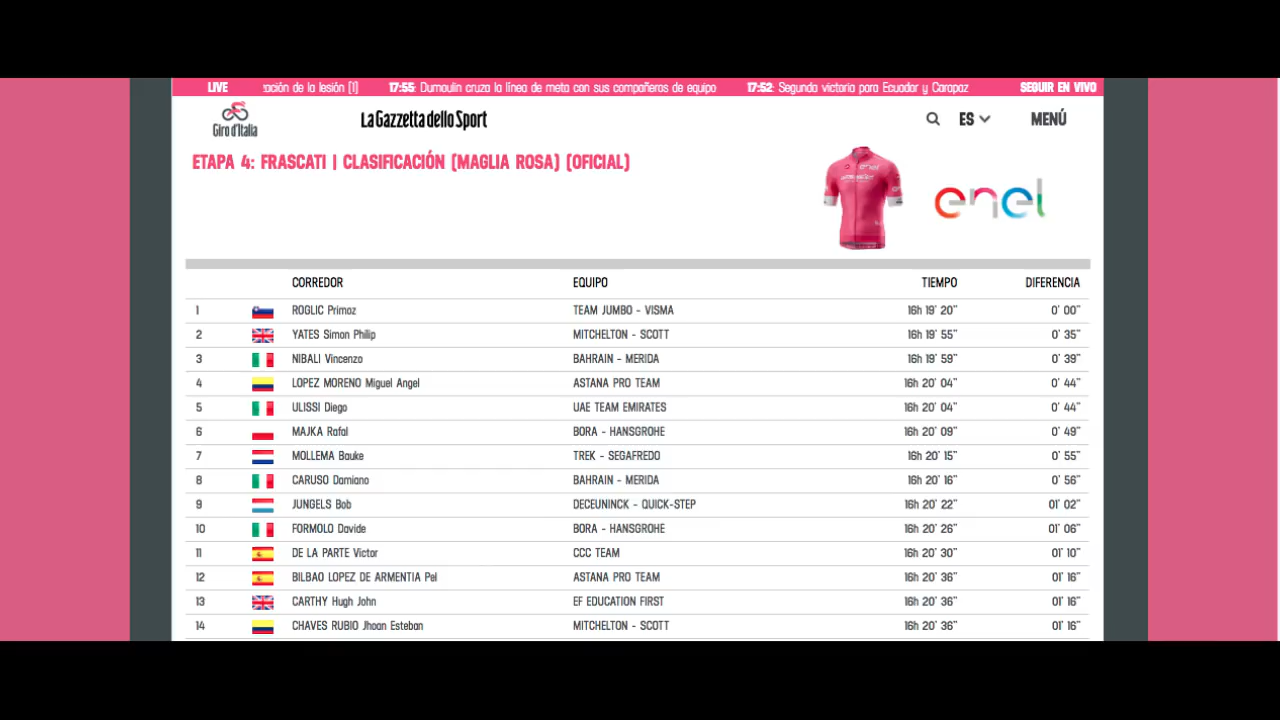 LIVE ación de la lesión (1) 17:55: Dumoulin cruza la línea de meta con sus compañeros de equipo 17:52: Segunda victoria para Ecuador y Carapaz SEGUIR EN VIVO
Giro d'Italia La Gazzetta dello Sport ES MENÚ
ETAPA 4: FRASCATI | CLASIFICACIÓN (MAGLIA ROSA) (OFICIAL)
enel
CORREDOR EQUIPO TIEMPO DIFERENCIA
1 ROGLIC Primoz TEAM JUMBO - VISMA 16h 19' 20" 0' 00"
2 YATES Simon Philip MITCHELTON - SCOTT 16h 19' 55" 0' 35"
3 NIBALI Vincenzo BAHRAIN - MERIDA 16h 19' 59" 0' 39"
4 LOPEZ MORENO Miguel Angel ASTANA PRO TEAM 16h 20' 04" 0' 44"
5 ULISSI Diego UAE TEAM EMIRATES 16h 20' 04" 0' 44"
6 MAJKA Rafal BORA - HANSGROHE 16h 20' 09" 0' 49"
7 MOLLEMA Bauke TREK - SEGAFREDO 16h 20' 15" 0' 55"
8 CARUSO Damiano BAHRAIN - MERIDA 16h 20' 16" 0' 56"
9 JUNGELS Bob DECEUNINCK - QUICK-STEP 16h 20' 22" 01' 02"
10 FORMOLO Davide BORA - HANSGROHE 16h 20' 26" 01' 06"
11 DE LA PARTE Victor CCC TEAM 16h 20' 30" 01' 10"
12 BILBAO LOPEZ DE ARMENTIA Pel ASTANA PRO TEAM 16h 20' 36" 01' 16"
13 CARTHY Hugh John EF EDUCATION FIRST 16h 20' 36" 01' 16"
14 CHAVES RUBIO Jhoan Esteban MITCHELTON - SCOTT 16h 20' 36" 01' 16"